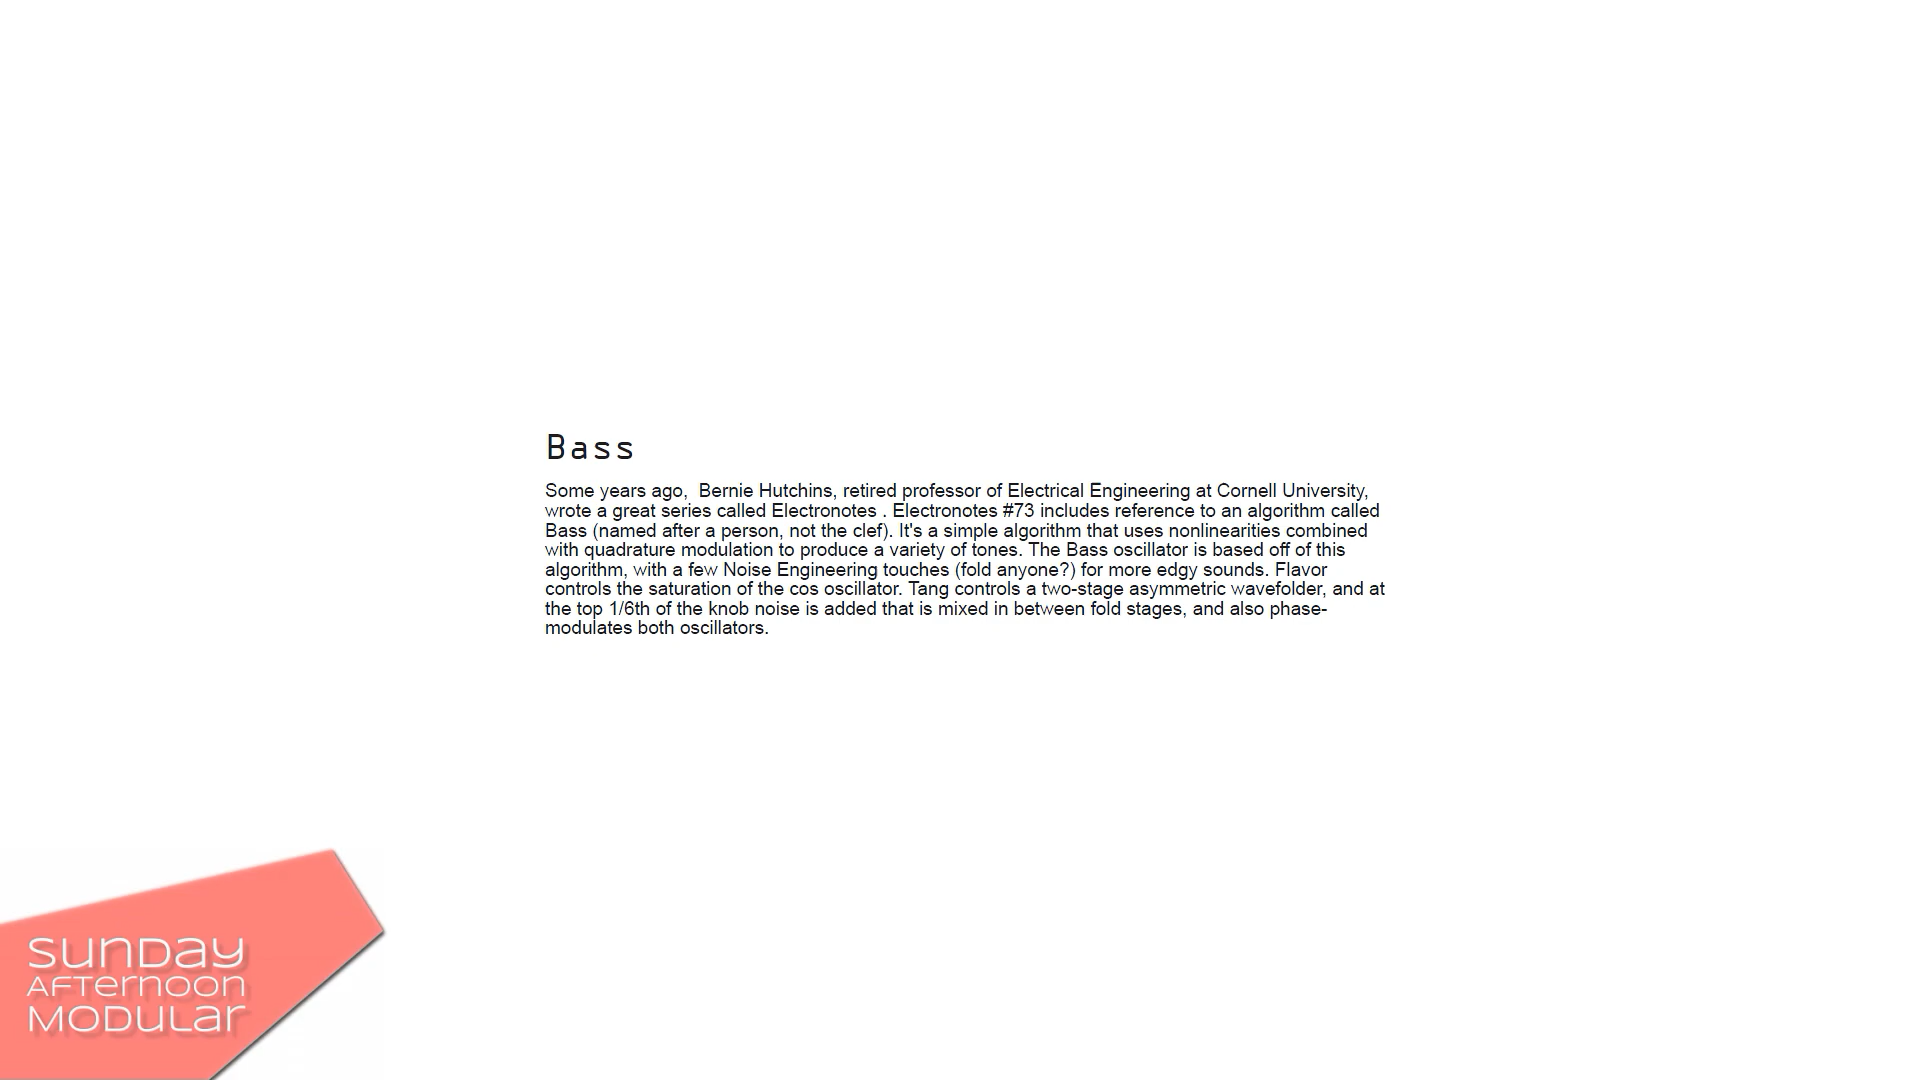 Bass
Some years ago,  Bernie Hutchins, retired professor of Electrical Engineering at Cornell University,
wrote a great series called Electronotes . Electronotes #73 includes reference to an algorithm called
Bass (named after a person, not the clef). It's a simple algorithm that uses nonlinearities combined
with quadrature modulation to produce a variety of tones. The Bass oscillator is based off of this
algorithm, with a few Noise Engineering touches (fold anyone?) for more edgy sounds. Flavor
controls the saturation of the cos oscillator. Tang controls a two-stage asymmetric wavefolder, and at
the top 1/6th of the knob noise is added that is mixed in between fold stages, and also phase-
modulates both oscillators.
Sunday
Afternoon
Modular